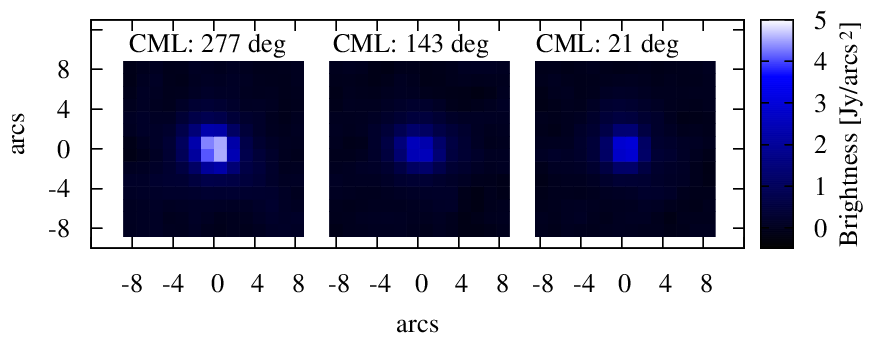 CML: 277 deg CML: 143 deg CML: 21 deg
8
4
0
-4
-8
arcs
-8 -4 0 4 8 -8 -4 0 4 8 -8 -4 0 4 8
arcs
5
4
3
2
1
0
Brightness [Jy/arcs²]